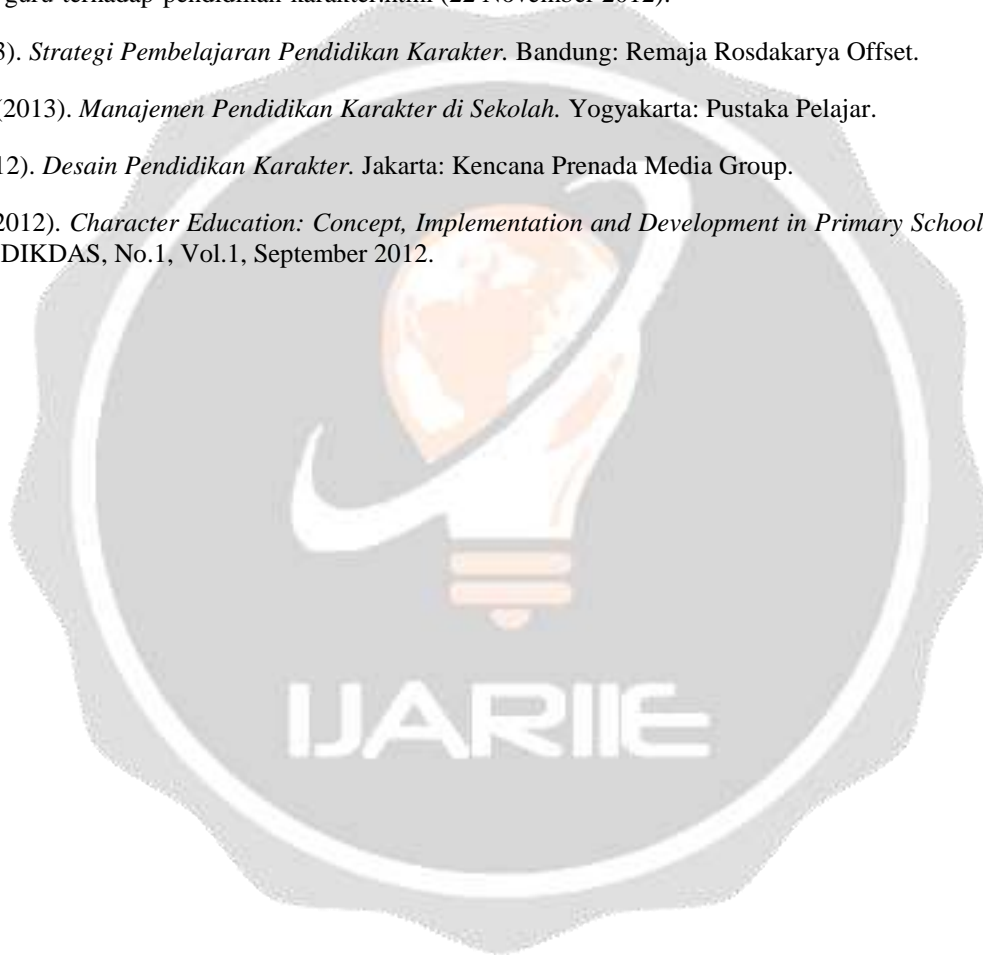 guru terhadap pendidikan karakter.html (22 November 2012).
3). Strategi Pembelajaran Pendidikan Karakter. Bandung: Remaja Rosdakarya Offset.
(2013). Manajemen Pendidikan Karakter di Sekolah. Yogyakarta: Pustaka Pelajar.
12). Desain Pendidikan Karakter. Jakarta: Kencana Prenada Media Group.
2012). Character Education: Concept, Implementation and Development in Primary School
DIKDAS, No.1, Vol.1, September 2012.
IJARIIE